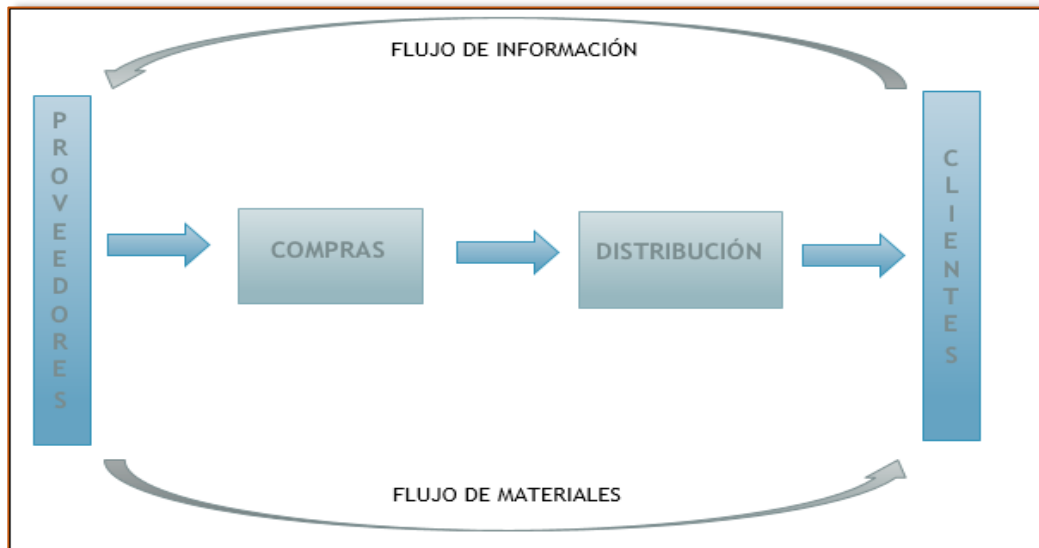 FLUJO DE INFORMACIÓN
PROVEEDORES
COMPRAS
DISTRIBUCIÓN
CLIENTES
FLUJO DE MATERIALES